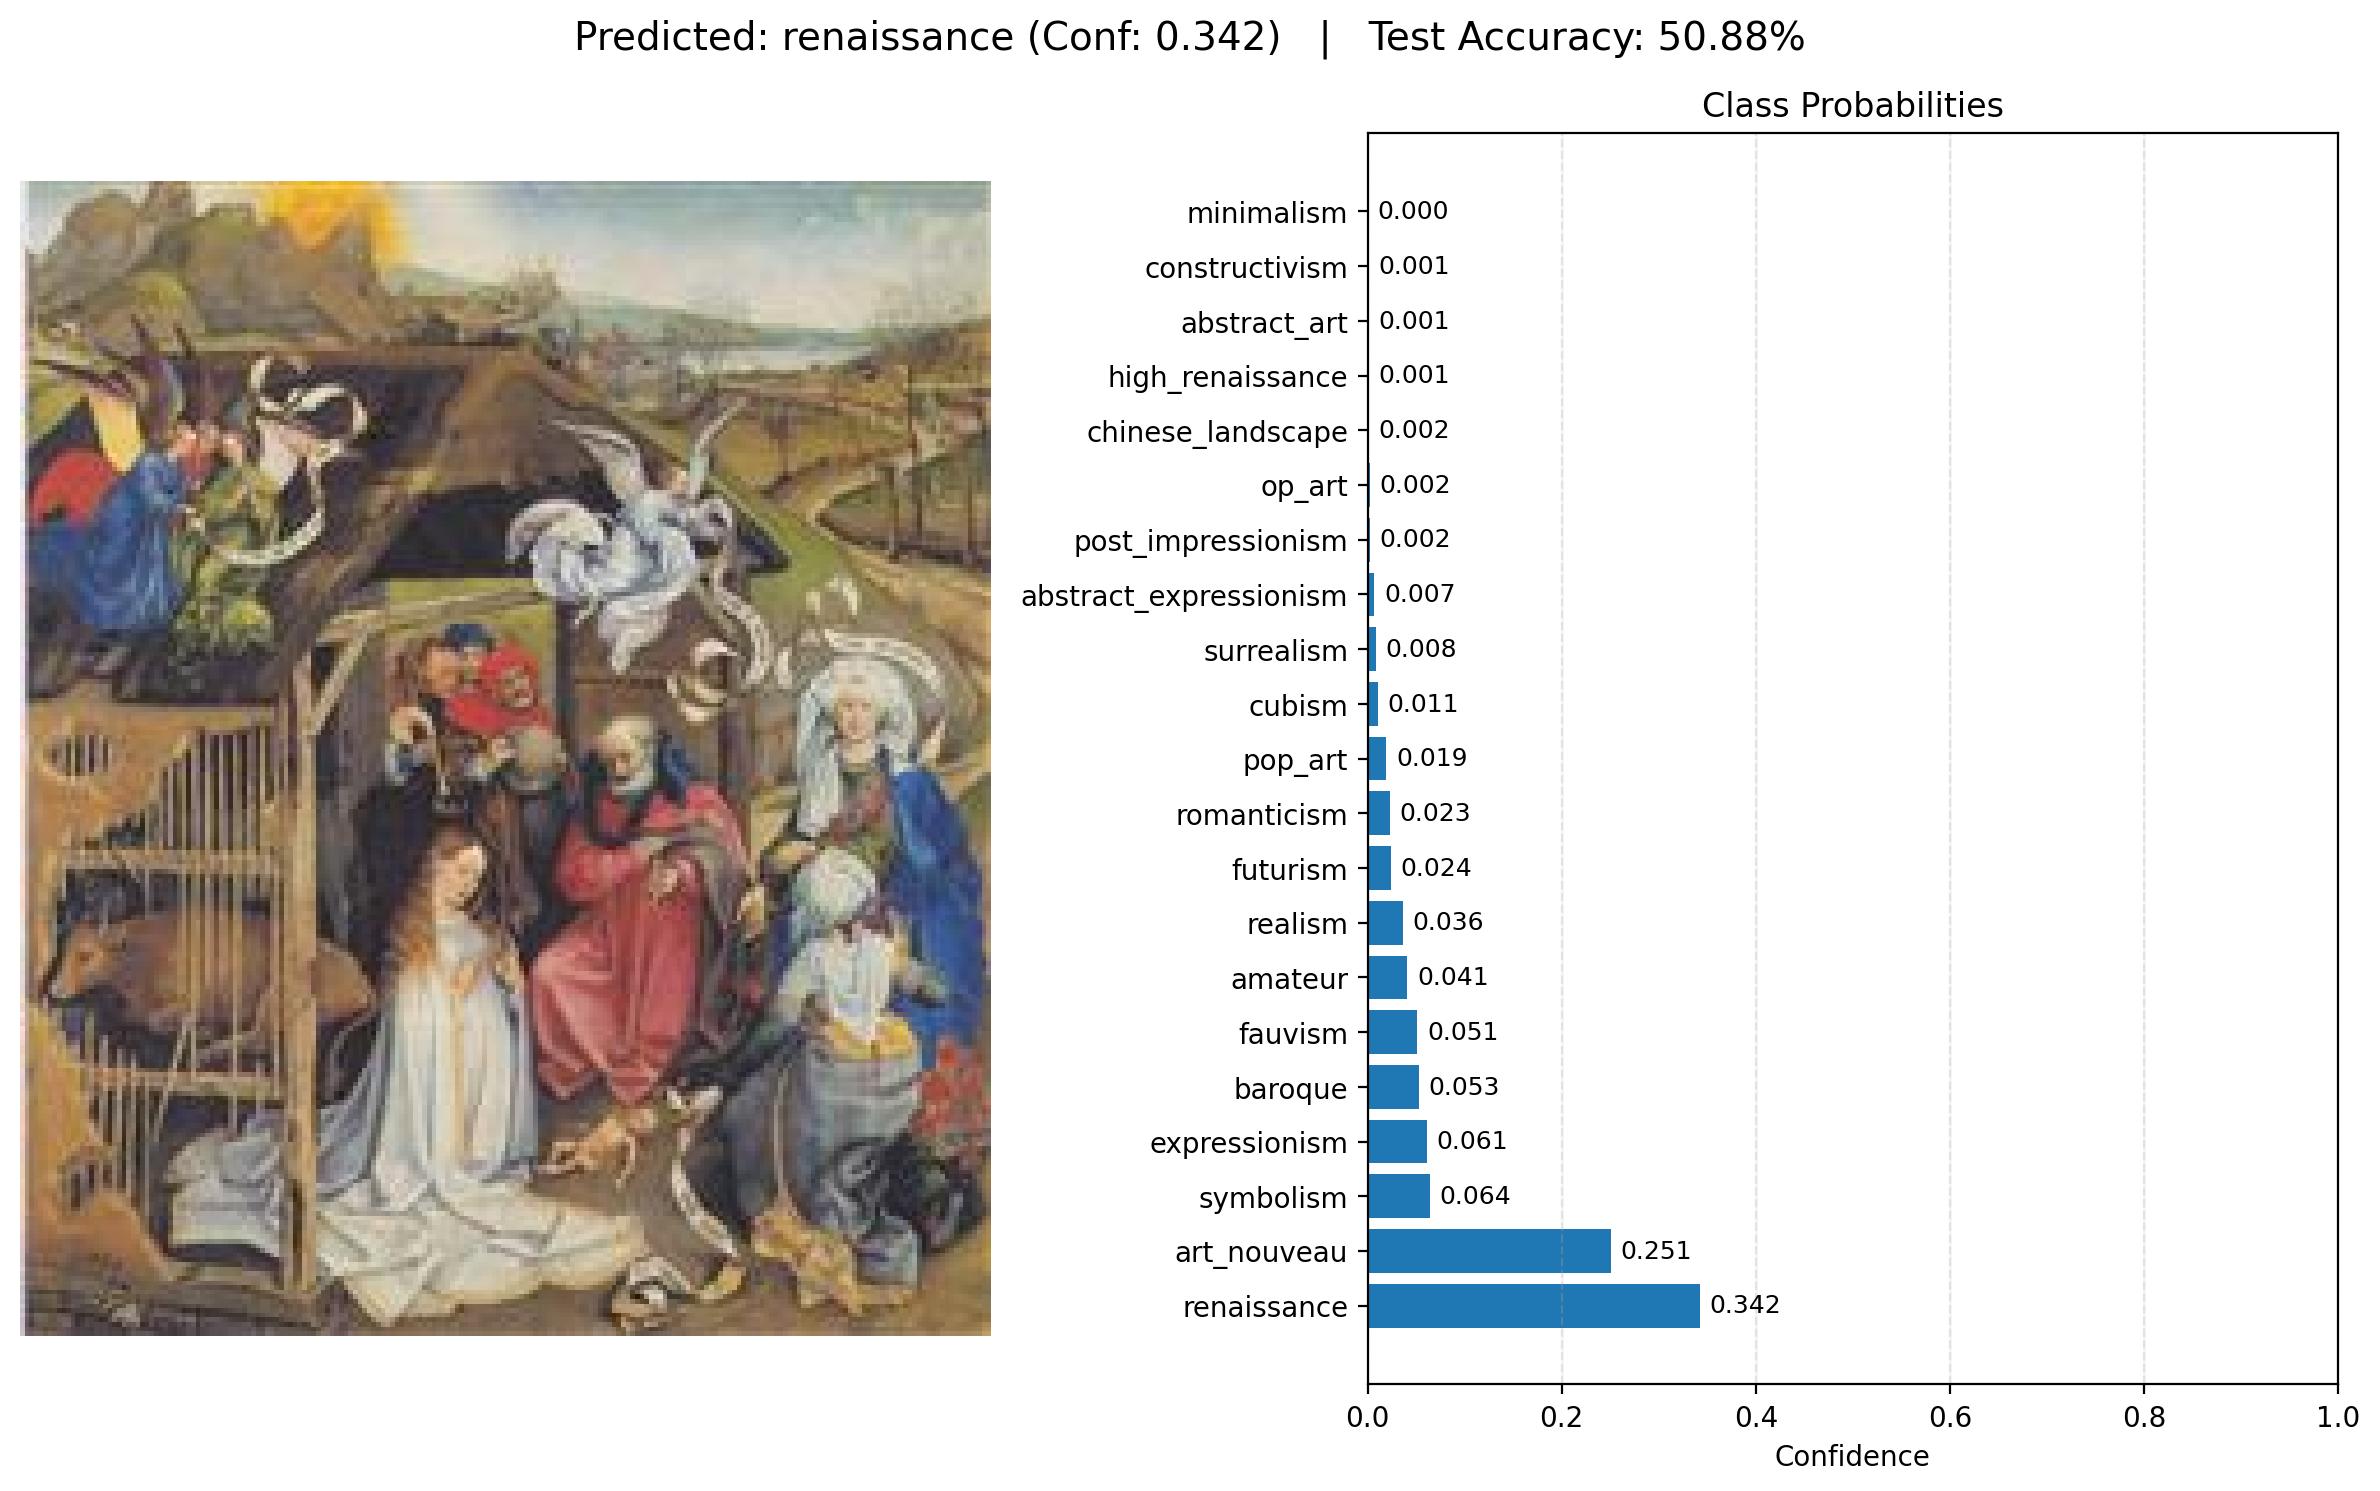 Predicted: renaissance (Conf: 0.342)   |   Test Accuracy: 50.88%
Class Probabilities
minimalism 0.000
constructivism 0.001
abstract_art 0.001
high_renaissance 0.001
chinese_landscape 0.002
op_art 0.002
post_impressionism 0.002
abstract_expressionism 0.007
surrealism 0.008
cubism 0.011
pop_art 0.019
romanticism 0.023
futurism 0.024
realism 0.036
amateur 0.041
fauvism 0.051
baroque 0.053
expressionism 0.061
symbolism 0.064
art_nouveau 0.251
renaissance 0.342
0.0 0.2 0.4 0.6 0.8 1.0
Confidence